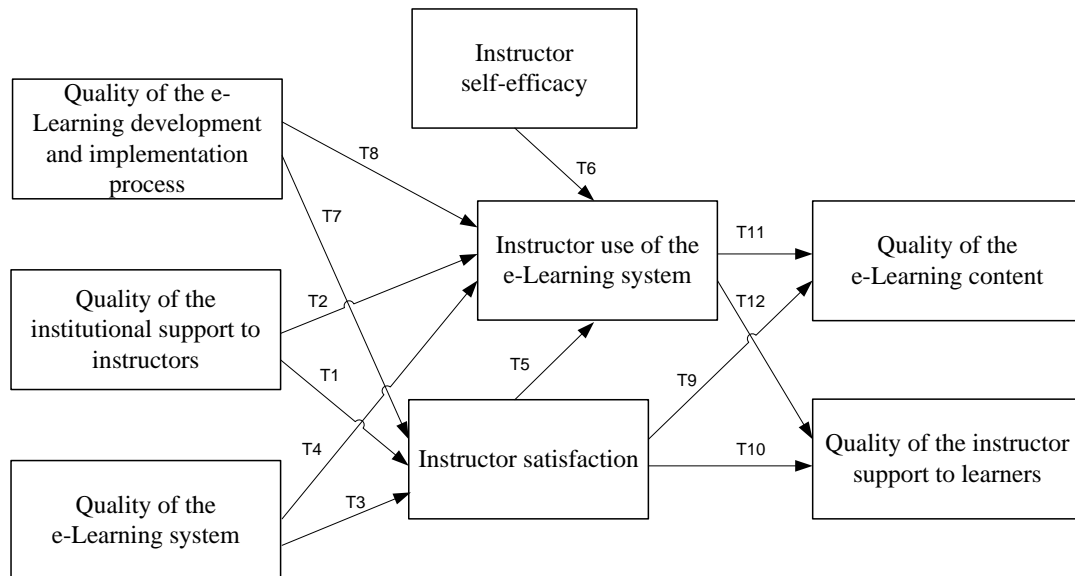 Instructor
self-efficacy
Quality of the e-
Learning development
and implementation
process
T8
T6
T7
Instructor use of the
e-Learning system
T11
Quality of the
e-Learning content
Quality of the
institutional support to
instructors
T2
T12
T1
T5
T9
T4
Instructor satisfaction
T10
Quality of the instructor
support to learners
Quality of the
e-Learning system
T3